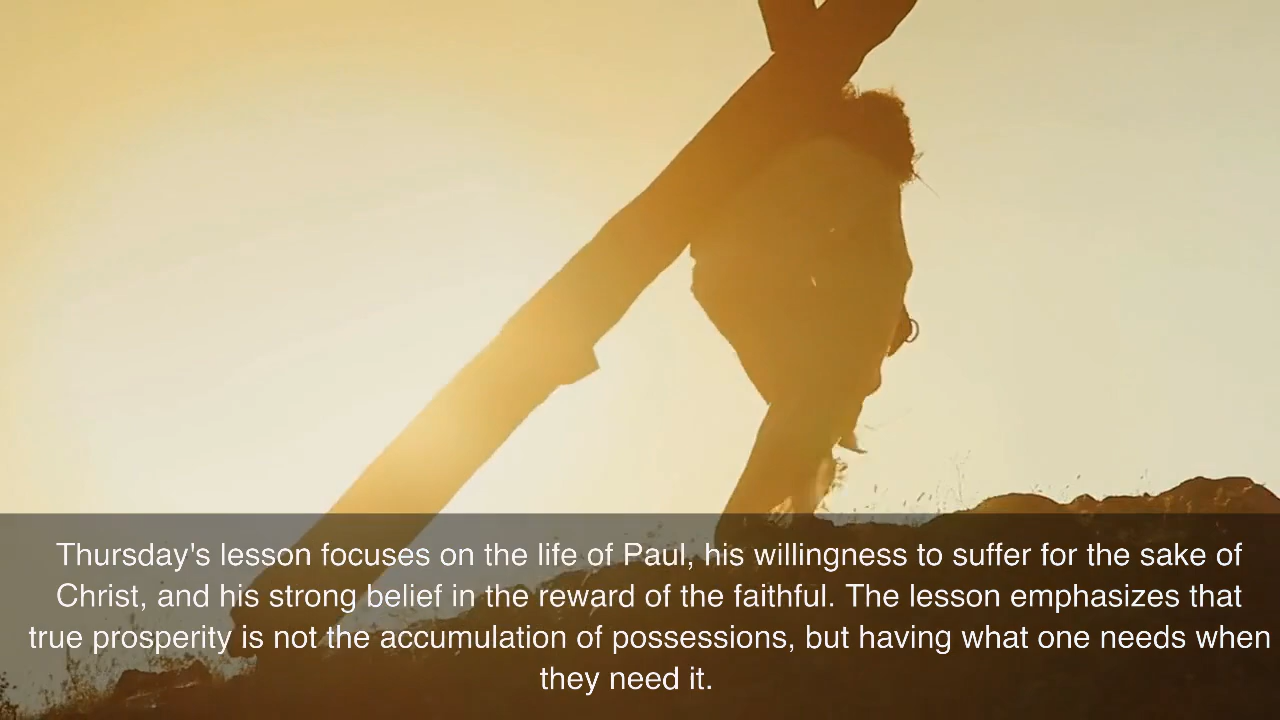 Thursday's lesson focuses on the life of Paul, his willingness to suffer for the sake of
Christ, and his strong belief in the reward of the faithful. The lesson emphasizes that
true prosperity is not the accumulation of possessions, but having what one needs when
they need it.